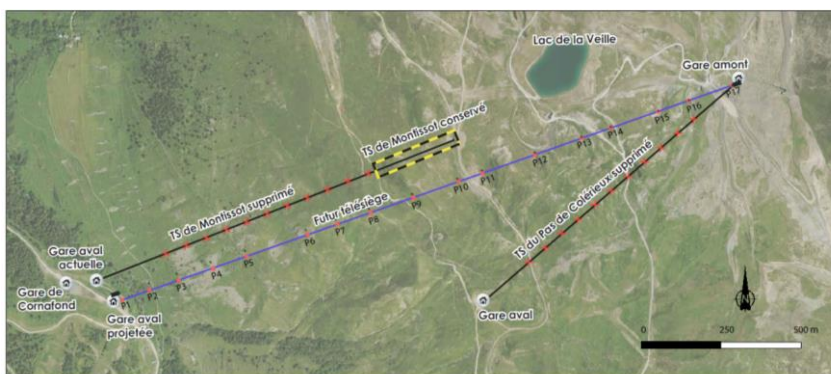 Lac de la Veille
Gare amont
TS de Montissot conservé
TS de Montissot supprimé
Futur télésiège
TS du Pas de Colérieux supprimé
Gare aval
actuelle
Gare de
Cornafond
Gare aval
projetée
Gare aval
P1
P2
P3
P4
P5
P6
P7
P8
P9
P10
P11
P12
P13
P14
P15
P16
P17
N
0 250 500 m